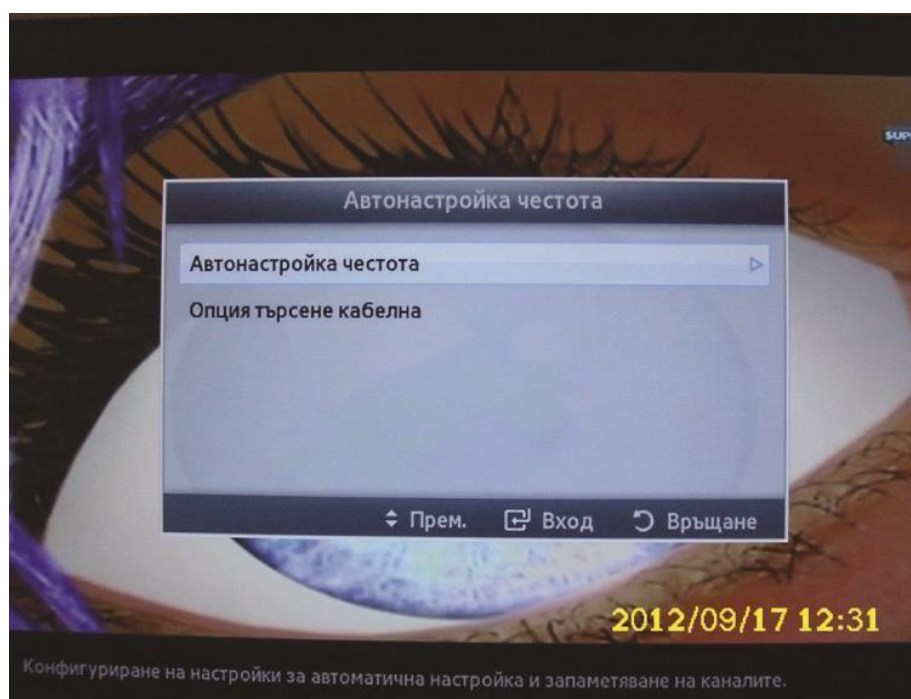 SUP
Автонастройка честота
Автонастройка честота
Опция търсене кабелна
Прем. Вход Връщане
2012/09/17 12:31
Конфигуриране на настройки за автоматична настройка и запаметяване на каналите.